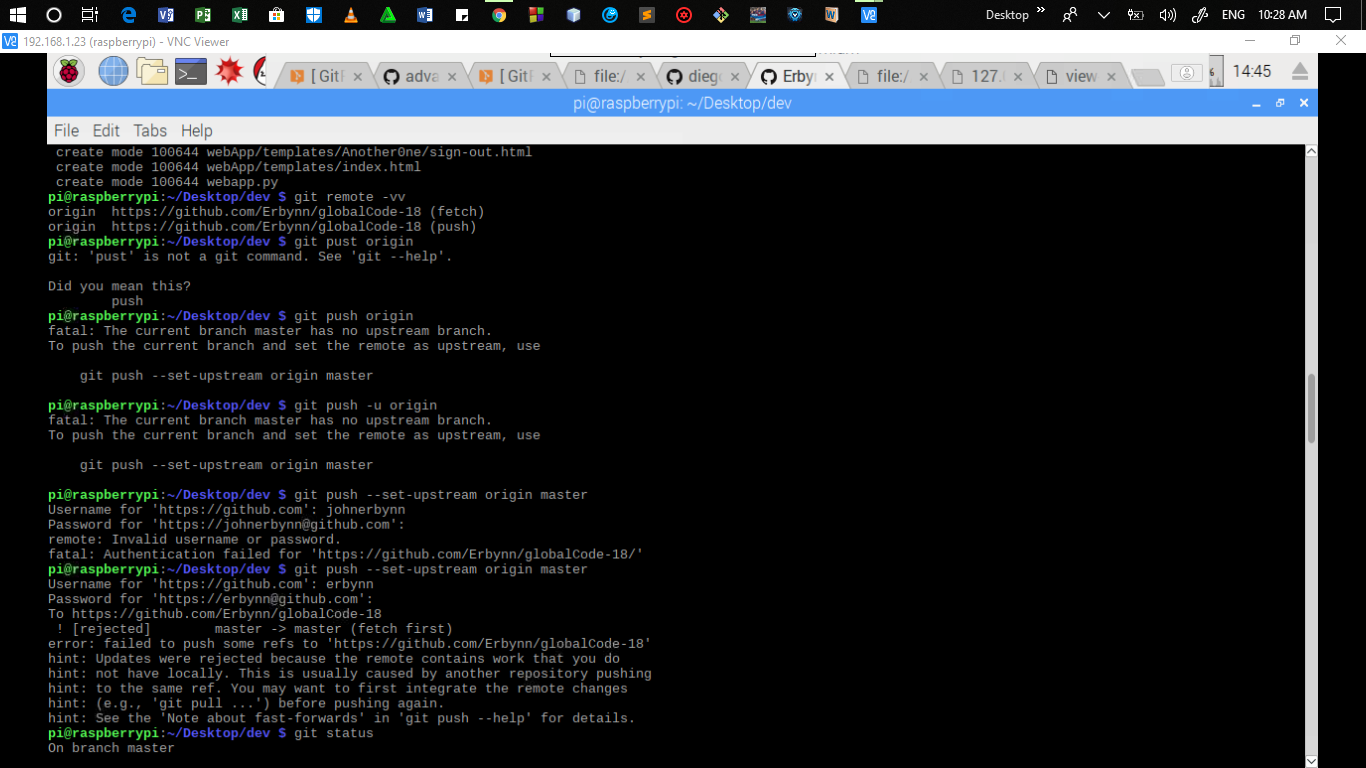 Desktop
ENG 10:28 AM
192.168.1.23 (raspberrypi) - VNC Viewer
[ Git adva [ Git file:/ dieg Erby file:/ 127. view 14:45
pi@raspberrypi: ~/Desktop/dev
File Edit Tabs Help
create mode 100644 webApp/templates/AnotherOne/sign-out.html
create mode 100644 webApp/templates/index.html
create mode 100644 webapp.py
pi@raspberrypi:~/Desktop/dev $ git remote -vv
origin https://github.com/Erbynn/globalCode-18 (fetch)
origin https://github.com/Erbynn/globalCode-18 (push)
pi@raspberrypi:~/Desktop/dev $ git pust origin
git: 'pust' is not a git command. See 'git --help'.
Did you mean this?
push
pi@raspberrypi:~/Desktop/dev $ git push origin
fatal: The current branch master has no upstream branch.
To push the current branch and set the remote as upstream, use
git push --set-upstream origin master
pi@raspberrypi:~/Desktop/dev $ git push -u origin
fatal: The current branch master has no upstream branch.
To push the current branch and set the remote as upstream, use
git push --set-upstream origin master
pi@raspberrypi:~/Desktop/dev $ git push --set-upstream origin master
Username for 'https://github.com': johnerbynn
Password for 'https://johnerbynn@github.com':
remote: Invalid username or password.
fatal: Authentication failed for 'https://github.com/Erbynn/globalCode-18/'
pi@raspberrypi:~/Desktop/dev $ git push --set-upstream origin master
Username for 'https://github.com': erbynn
Password for 'https://erbynn@github.com':
To https://github.com/Erbynn/globalCode-18
! [rejected] master -> master (fetch first)
error: failed to push some refs to 'https://github.com/Erbynn/globalCode-18'
hint: Updates were rejected because the remote contains work that you do
hint: not have locally. This is usually caused by another repository pushing
hint: to the same ref. You may want to first integrate the remote changes
hint: (e.g., 'git pull ...') before pushing again.
hint: See the 'Note about fast-forwards' in 'git push --help' for details.
pi@raspberrypi:~/Desktop/dev $ git status
On branch master